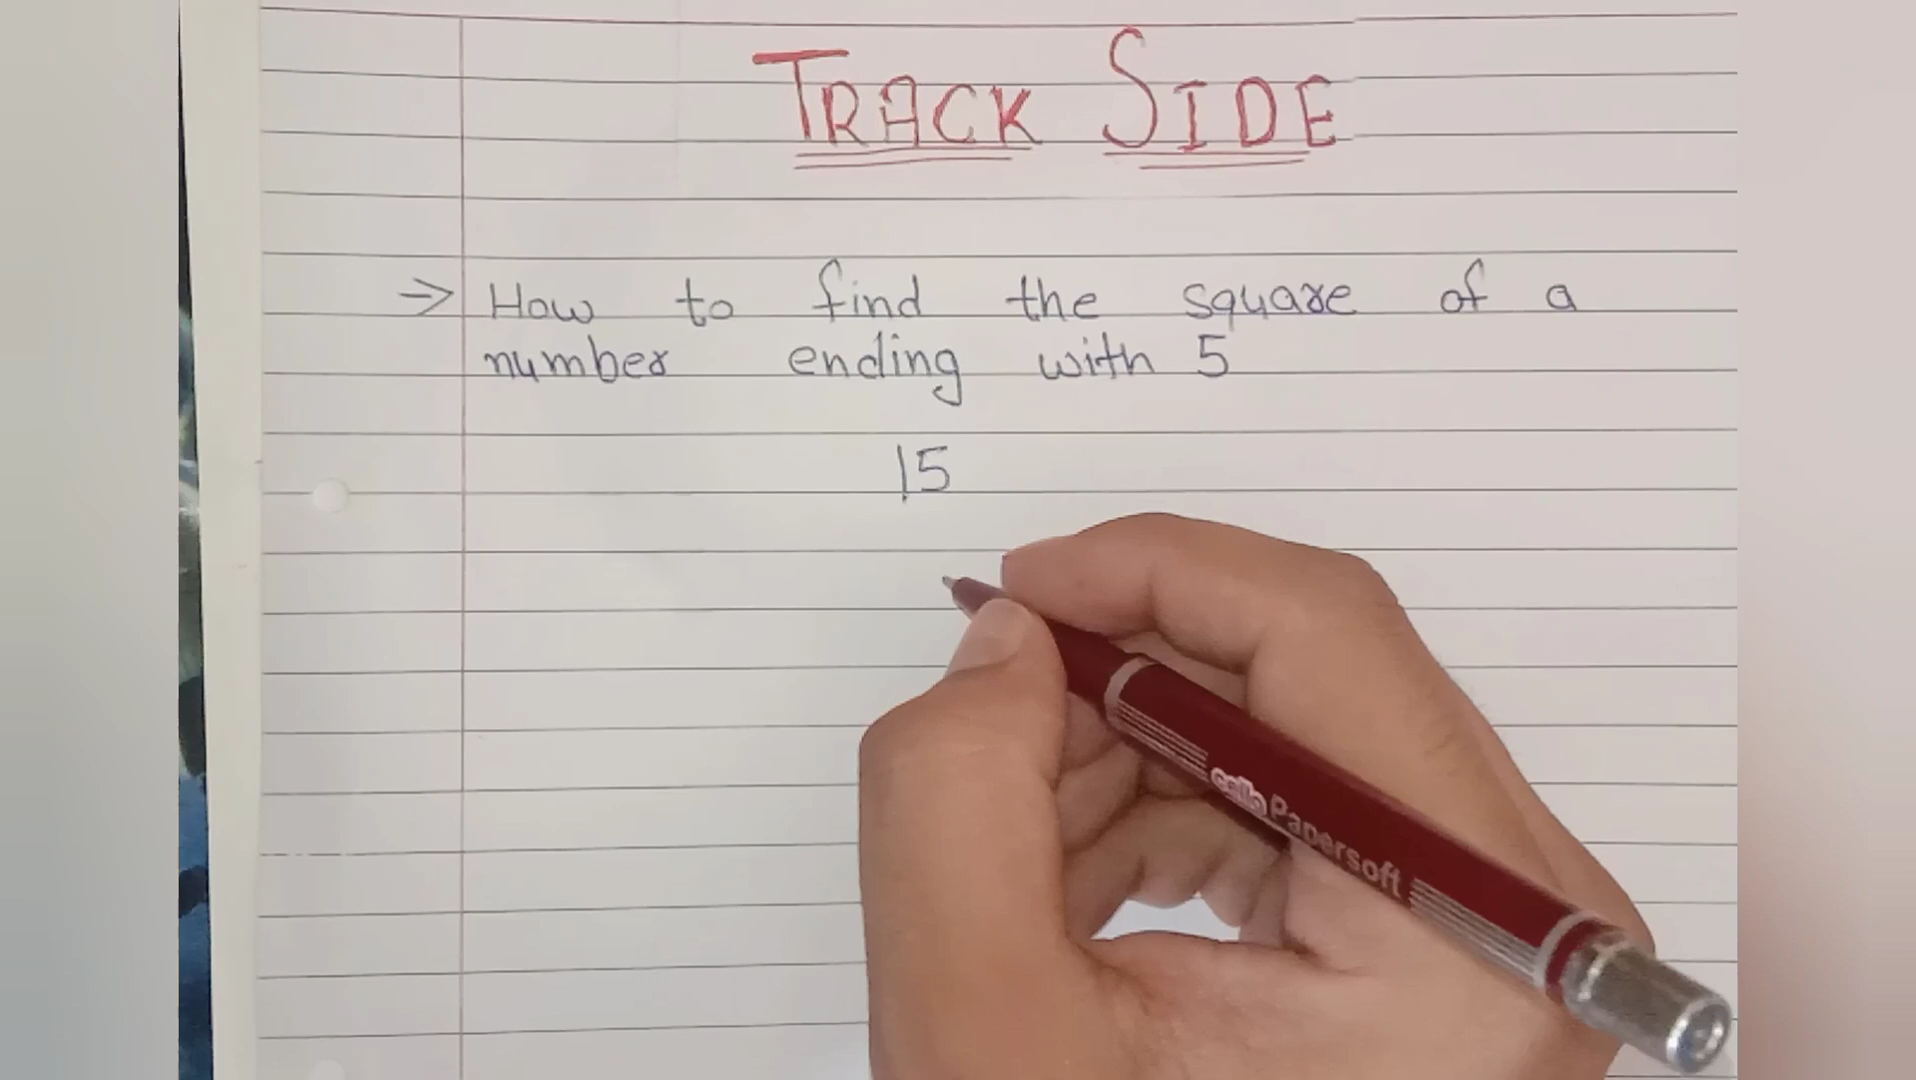 TRACK SIDE
→ How to find the square of a
number ending with 5
15
cello Papersoft